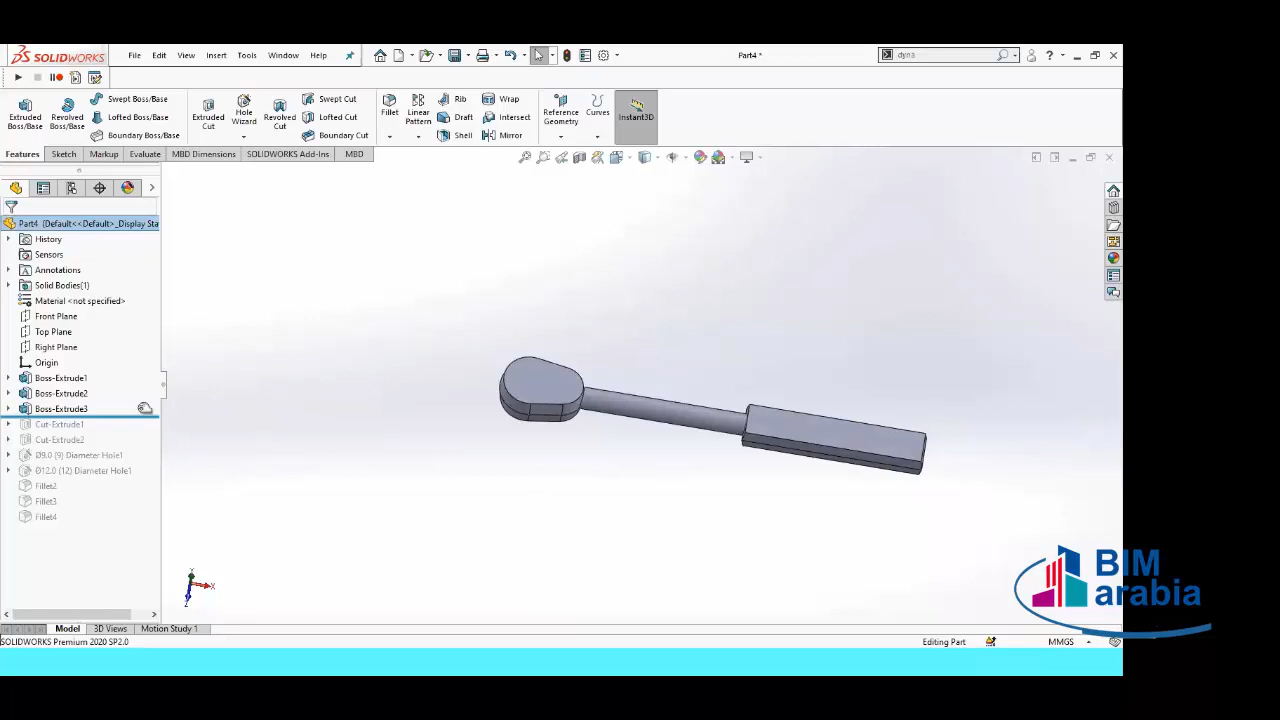 SOLIDWORKS
File Edit View Insert Tools Window Help
Part4 *
dyna
Extruded Boss/Base
Revolved Boss/Base
Swept Boss/Base
Lofted Boss/Base
Boundary Boss/Base
Extruded Cut
Hole Wizard
Revolved Cut
Swept Cut
Lofted Cut
Boundary Cut
Fillet
Linear Pattern
Rib
Draft
Shell
Wrap
Intersect
Mirror
Reference Geometry
Curves
Instant3D
Features Sketch Markup Evaluate MBD Dimensions SOLIDWORKS Add-Ins MBD
Part4 (Default<<Default>_Display Sta
History
Sensors
Annotations
Solid Bodies(1)
Material <not specified>
Front Plane
Top Plane
Right Plane
Origin
Boss-Extrude1
Boss-Extrude2
Boss-Extrude3
Cut-Extrude1
Cut-Extrude2
Ø9.0 (9) Diameter Hole1
Ø12.0 (12) Diameter Hole1
Fillet2
Fillet3
Fillet4
Y
X
Z
BIM
arabia
Model 3D Views Motion Study 1
SOLIDWORKS Premium 2020 SP2.0
Editing Part
MMGS